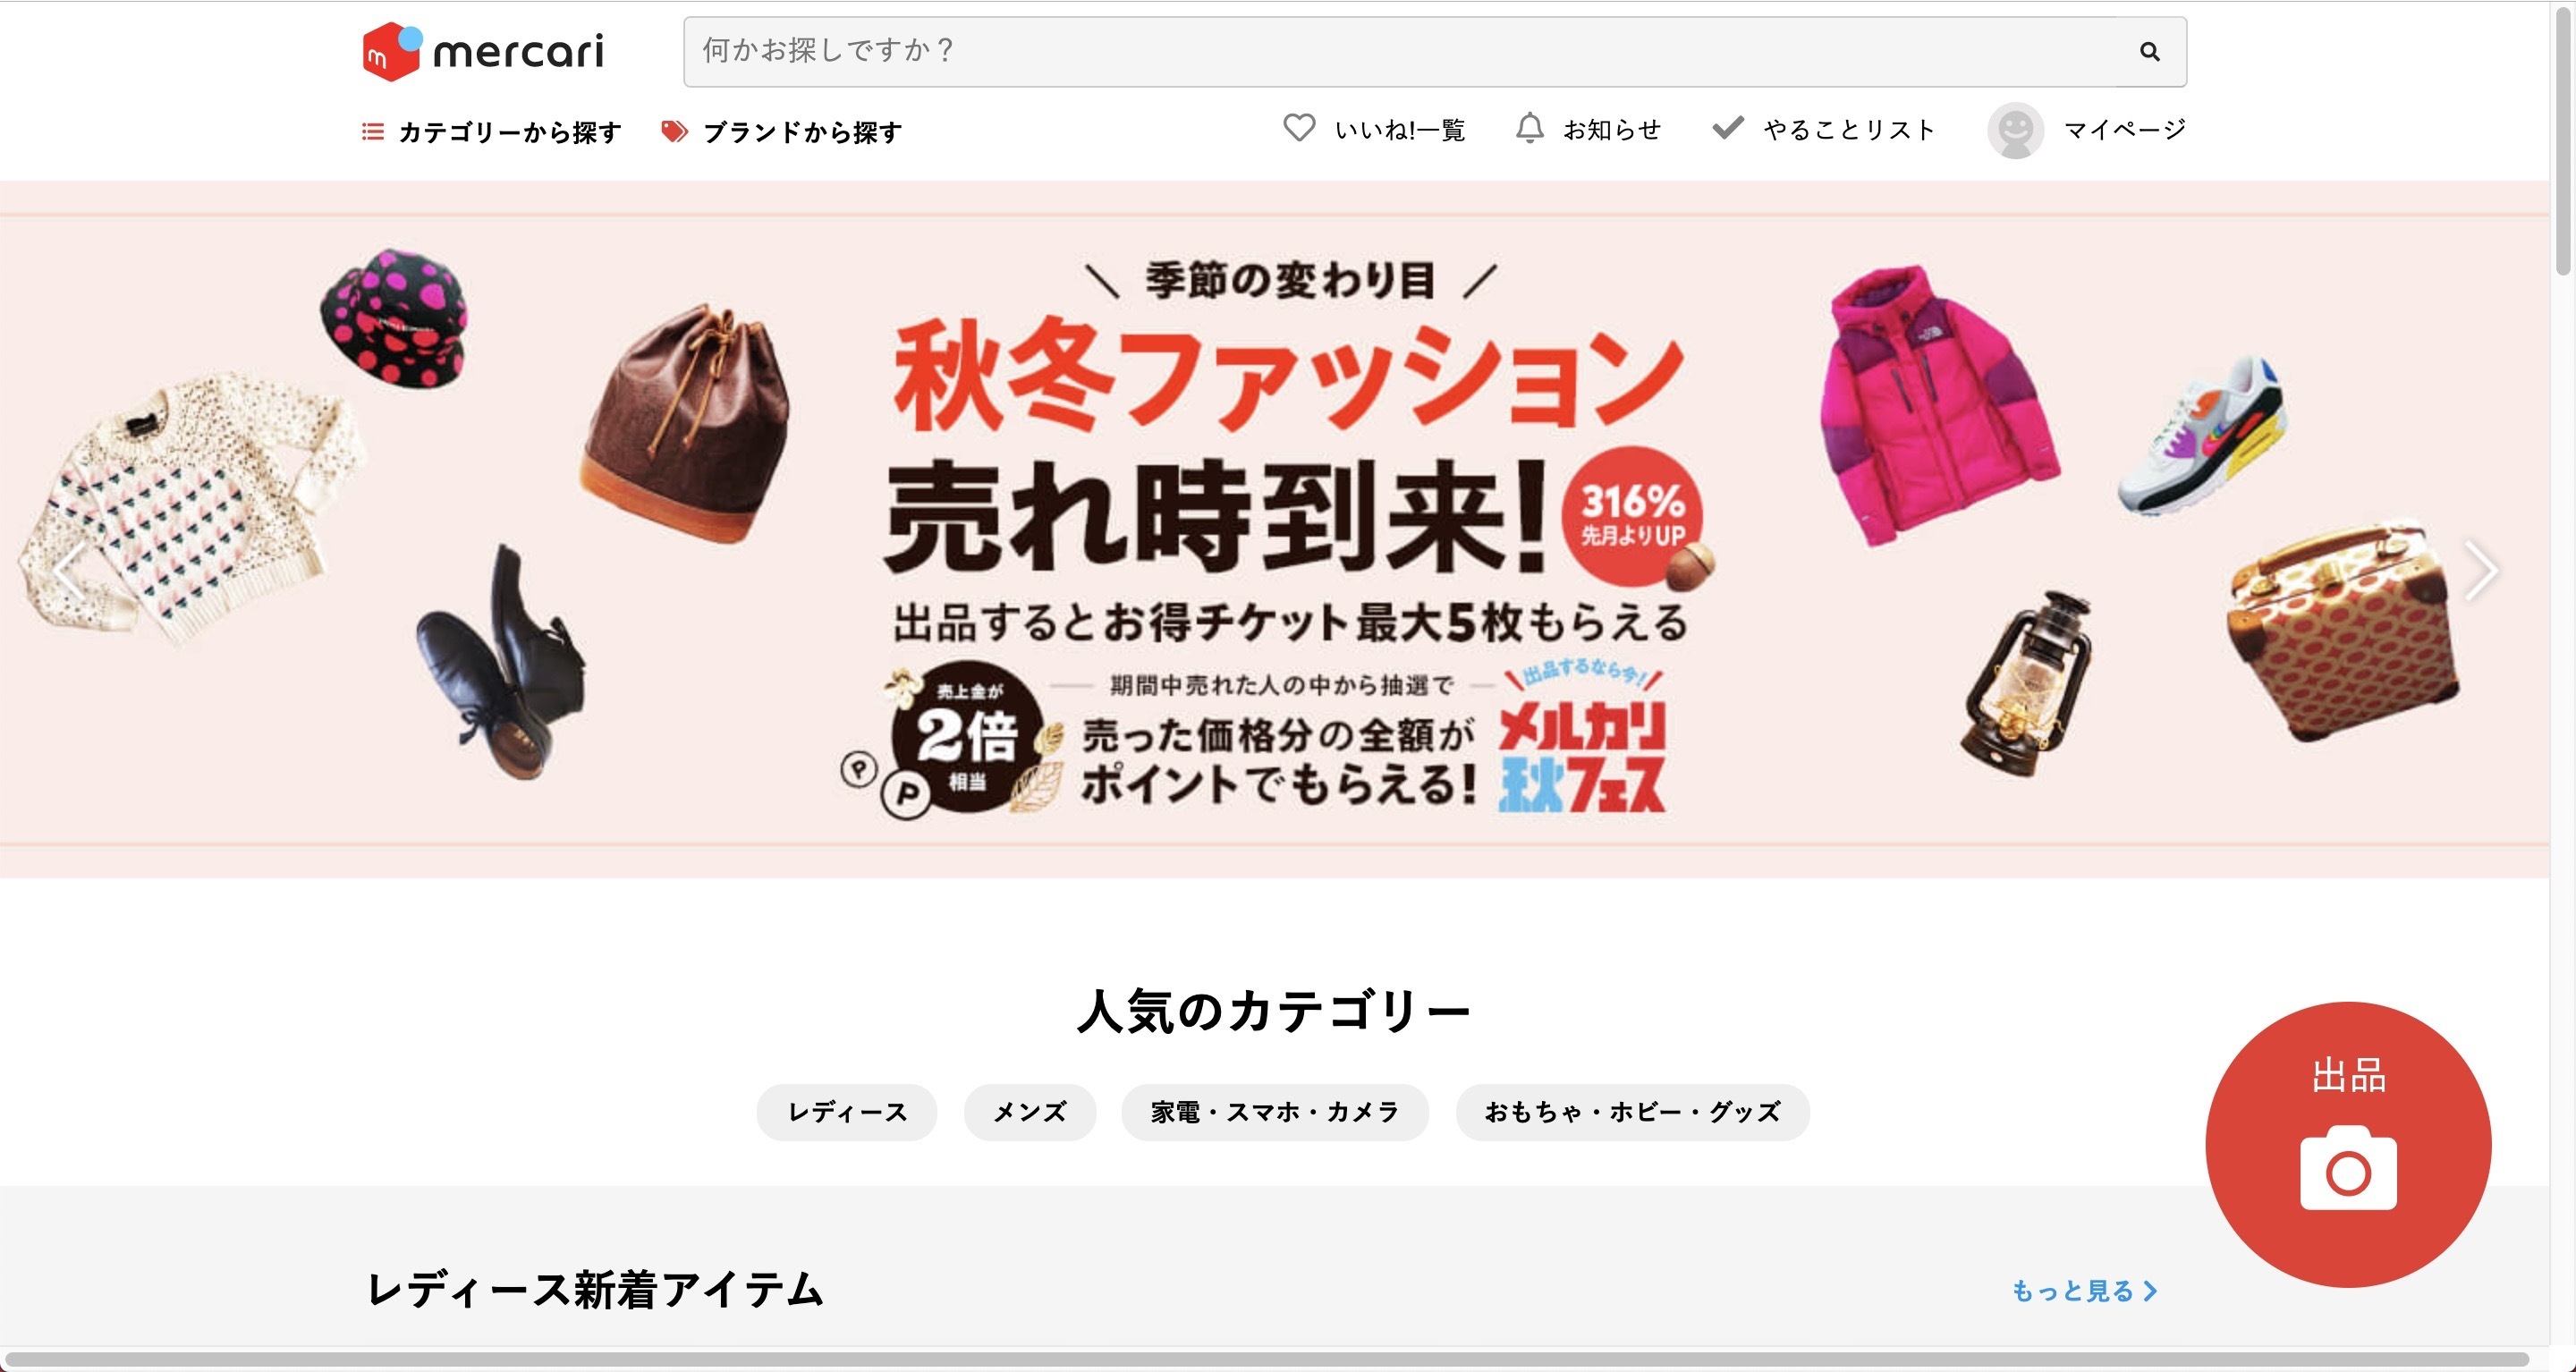 mercari
何かお探しですか？
カテゴリーから探す
ブランドから探す
いいね!一覧
お知らせ
やることリスト
マイページ
＼ 季節の変わり目 ／
秋冬ファッション
売れ時到来!
316%
先月よりUP
出品するとお得チケット最大5枚もらえる
売上金が
2倍
相当
P
P
期間中売れた人の中から抽選で
売った価格分の全額が
ポイントでもらえる!
出品するなら今!
メルカリ
秋フェス
人気のカテゴリー
レディース
メンズ
家電・スマホ・カメラ
おもちゃ・ホビー・グッズ
出品
レディース新着アイテム
もっと見る